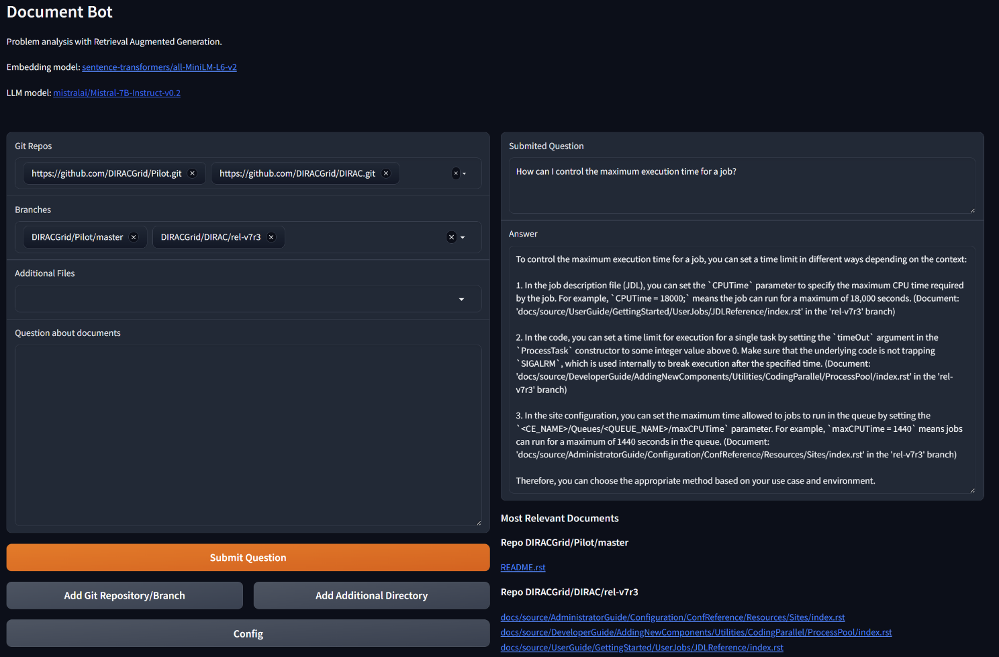 Document Bot
Problem analysis with Retrieval Augmented Generation.
Embedding model: sentence-transformers/all-MiniLM-L6-v2
LLM model: mistralai/Mistral-7B-Instruct-v0.2
Git Repos
https://github.com/DIRACGrid/Pilot.git
https://github.com/DIRACGrid/DIRAC.git
Branches
DIRACGrid/Pilot/master
DIRACGrid/DIRAC/rel-v7r3
Additional Files
Question about documents
Submit Question
Add Git Repository/Branch
Add Additional Directory
Config
Submited Question
How can I control the maximum execution time for a job?
Answer
To control the maximum execution time for a job, you can set a time limit in different ways depending on the context:
1. In the job description file (JDL), you can set the `CPUTime` parameter to specify the maximum CPU time required
by the job. For example, `CPUTime = 18000;` means the job can run for a maximum of 18,000 seconds. (Document:
'docs/source/UserGuide/GettingStarted/UserJobs/JDLReference/index.rst' in the 'rel-v7r3' branch)
2. In the code, you can set a time limit for execution for a single task by setting the `timeOut` argument in the
`ProcessTask` constructor to some integer value above 0. Make sure that the underlying code is not trapping
`SIGALRM`, which is used internally to break execution after the specified time. (Document:
'docs/source/DeveloperGuide/AddingNewComponents/Utilities/CodingParallel/ProcessPool/index.rst' in the 'rel-
v7r3' branch)
3. In the site configuration, you can set the maximum time allowed to jobs to run in the queue by setting the
`<CE_NAME>/Queues/<QUEUE_NAME>/maxCPUTime` parameter. For example, `maxCPUTime = 1440` means jobs
can run for a maximum of 1440 seconds in the queue. (Document:
'docs/source/AdministratorGuide/Configuration/ConfReference/Resources/Sites/index.rst' in the 'rel-v7r3' branch)
Therefore, you can choose the appropriate method based on your use case and environment.
Most Relevant Documents
Repo DIRACGrid/Pilot/master
README.rst
Repo DIRACGrid/DIRAC/rel-v7r3
docs/source/AdministratorGuide/Configuration/ConfReference/Resources/Sites/index.rst
docs/source/DeveloperGuide/AddingNewComponents/Utilities/CodingParallel/ProcessPool/index.rst
docs/source/UserGuide/GettingStarted/UserJobs/JDLReference/index.rst